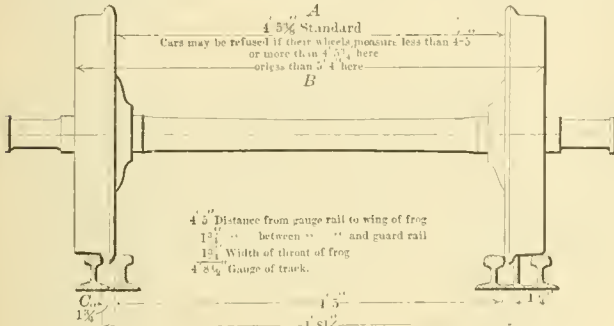 A
4' 5⅜" Standard
Cars may be refused if their wheels measure less than 4'-5"
or more than 4' 5¾" here
or less than 5' 4" here
B
4' 5" Distance from gauge rail to wing of frog
1¾" " between " " and guard rail
1¾" Width of throat of frog
4' 8½" Gauge of track.
C
1¾"
4' 5"
1¾"
4' 8½"